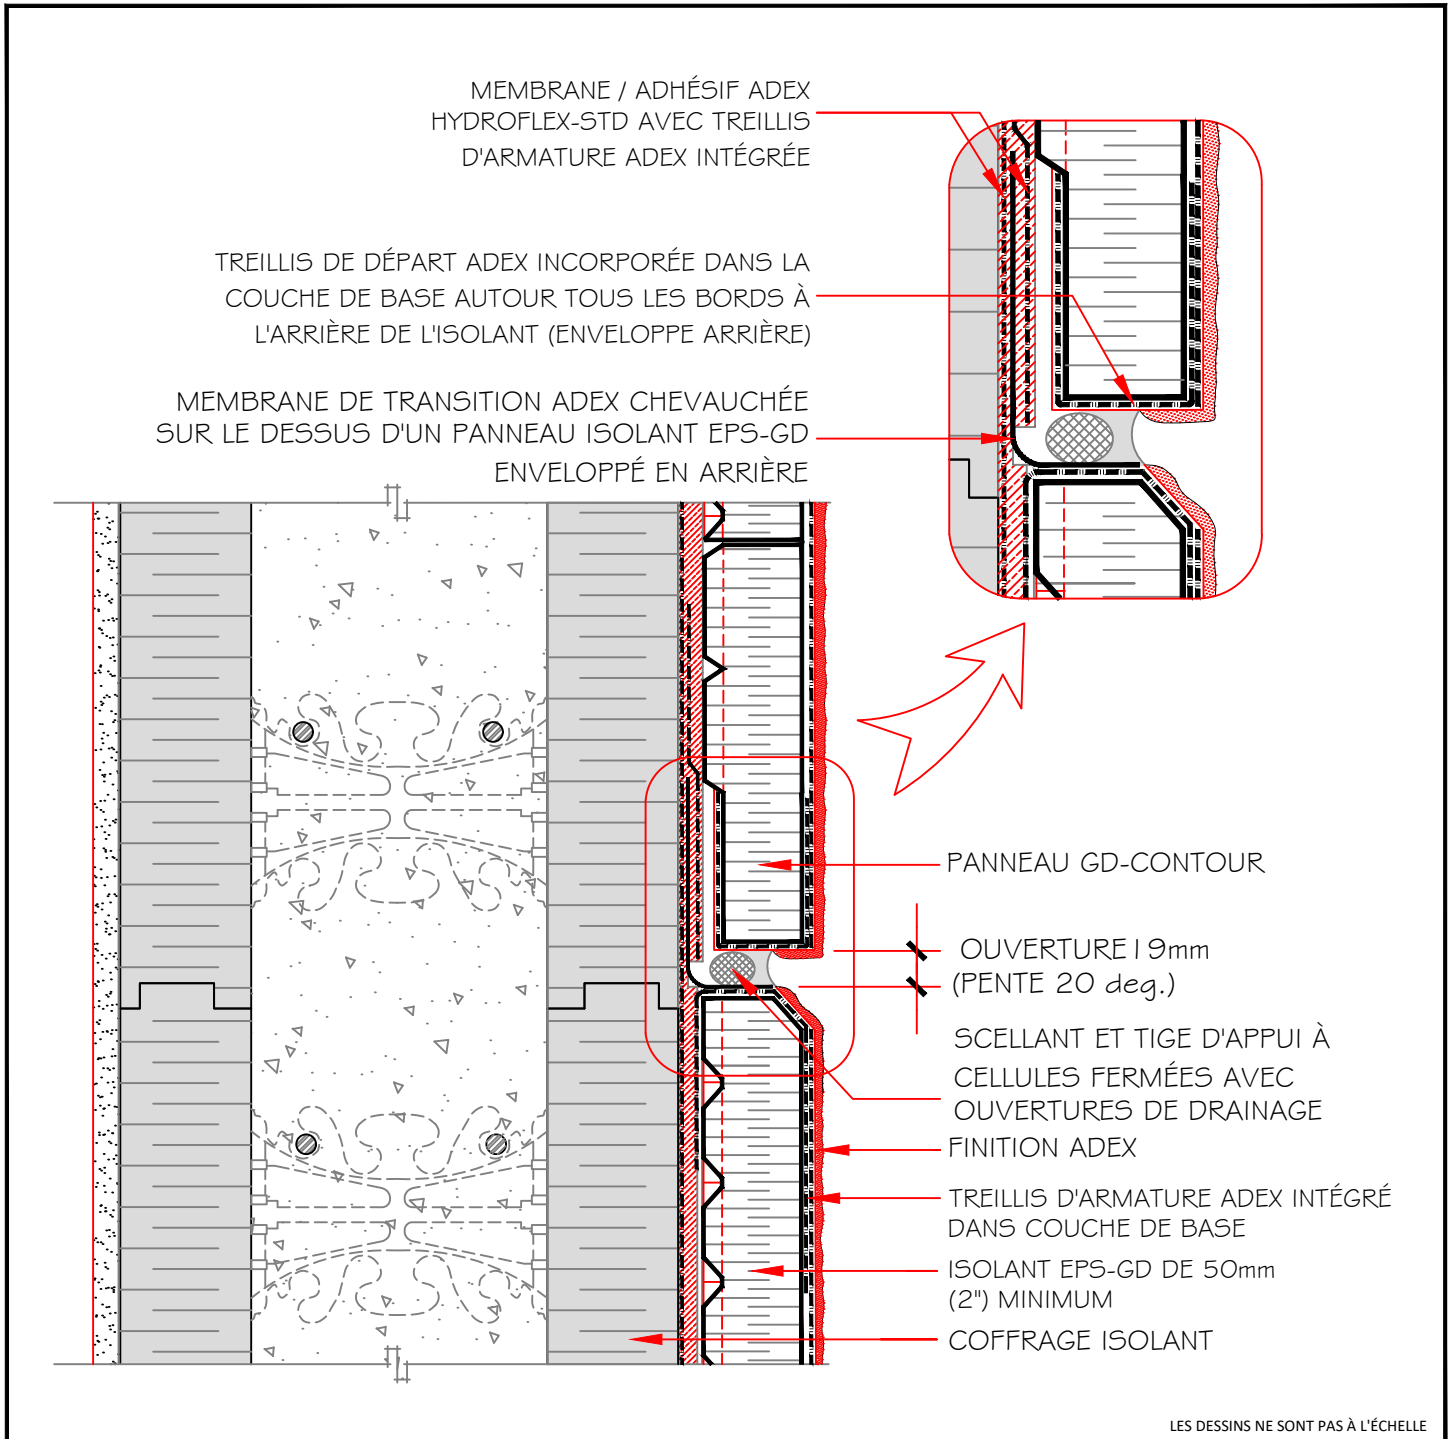 MEMBRANE / ADHÉSIF ADEX
HYDROFLEX-STD AVEC TREILLIS
D'ARMATURE ADEX INTÉGRÉE
TREILLIS DE DÉPART ADEX INCORPORÉE DANS LA
COUCHE DE BASE AUTOUR TOUS LES BORDS À
L'ARRIÈRE DE L'ISOLANT (ENVELOPPE ARRIÈRE)
MEMBRANE DE TRANSITION ADEX CHEVAUCHÉE
SUR LE DESSUS D'UN PANNEAU ISOLANT EPS-GD
ENVELOPPÉ EN ARRIÈRE
PANNEAU GD-CONTOUR
OUVERTURE 19mm
(PENTE 20 deg.)
SCELLANT ET TIGE D'APPUI À
CELLULES FERMÉES AVEC
OUVERTURES DE DRAINAGE
FINITION ADEX
TREILLIS D'ARMATURE ADEX INTÉGRÉ
DANS COUCHE DE BASE
ISOLANT EPS-GD DE 50mm
(2") MINIMUM
COFFRAGE ISOLANT
LES DESSINS NE SONT PAS À L'ÉCHELLE